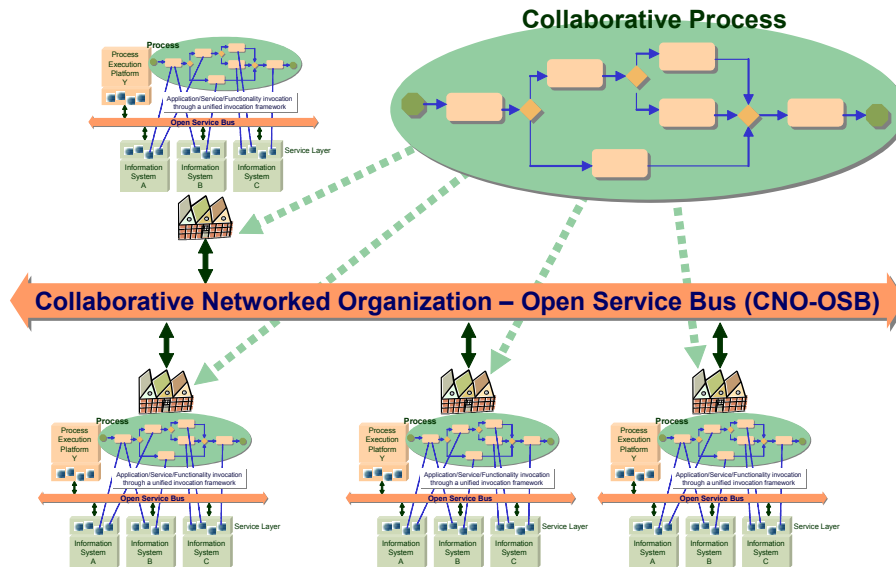 Collaborative Process
Process
Process
Execution
Platform
Y
Application/Service/Functionality invocation
through a unified invocation framework
Open Service Bus
Service Layer
Information
System
A
Information
System
B
Information
System
C
Collaborative Networked Organization – Open Service Bus (CNO-OSB)
Process
Process
Execution
Platform
Y
Application/Service/Functionality invocation
through a unified invocation framework
Open Service Bus
Service Layer
Information
System
A
Information
System
B
Information
System
C
Process
Process
Execution
Platform
Y
Application/Service/Functionality invocation
through a unified invocation framework
Open Service Bus
Service Layer
Information
System
A
Information
System
B
Information
System
C
Process
Process
Execution
Platform
Y
Application/Service/Functionality invocation
through a unified invocation framework
Open Service Bus
Service Layer
Information
System
A
Information
System
B
Information
System
C